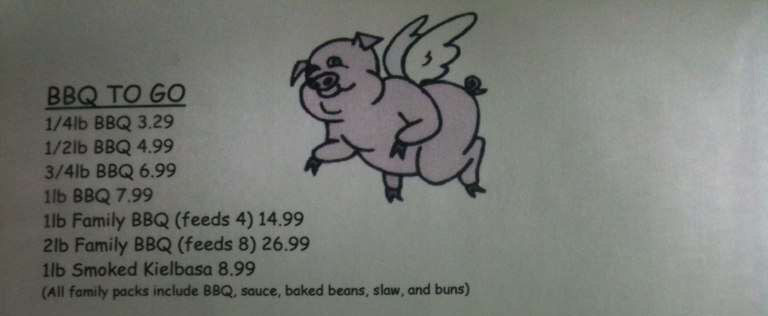 BBQ TO GO
1/4lb BBQ 3.29
1/2lb BBQ 4.99
3/4lb BBQ 6.99
1lb BBQ 7.99
1lb Family BBQ (feeds 4) 14.99
2lb Family BBQ (feeds 8) 26.99
1lb Smoked Kielbasa 8.99
(All family packs include BBQ, sauce, baked beans, slaw, and buns)